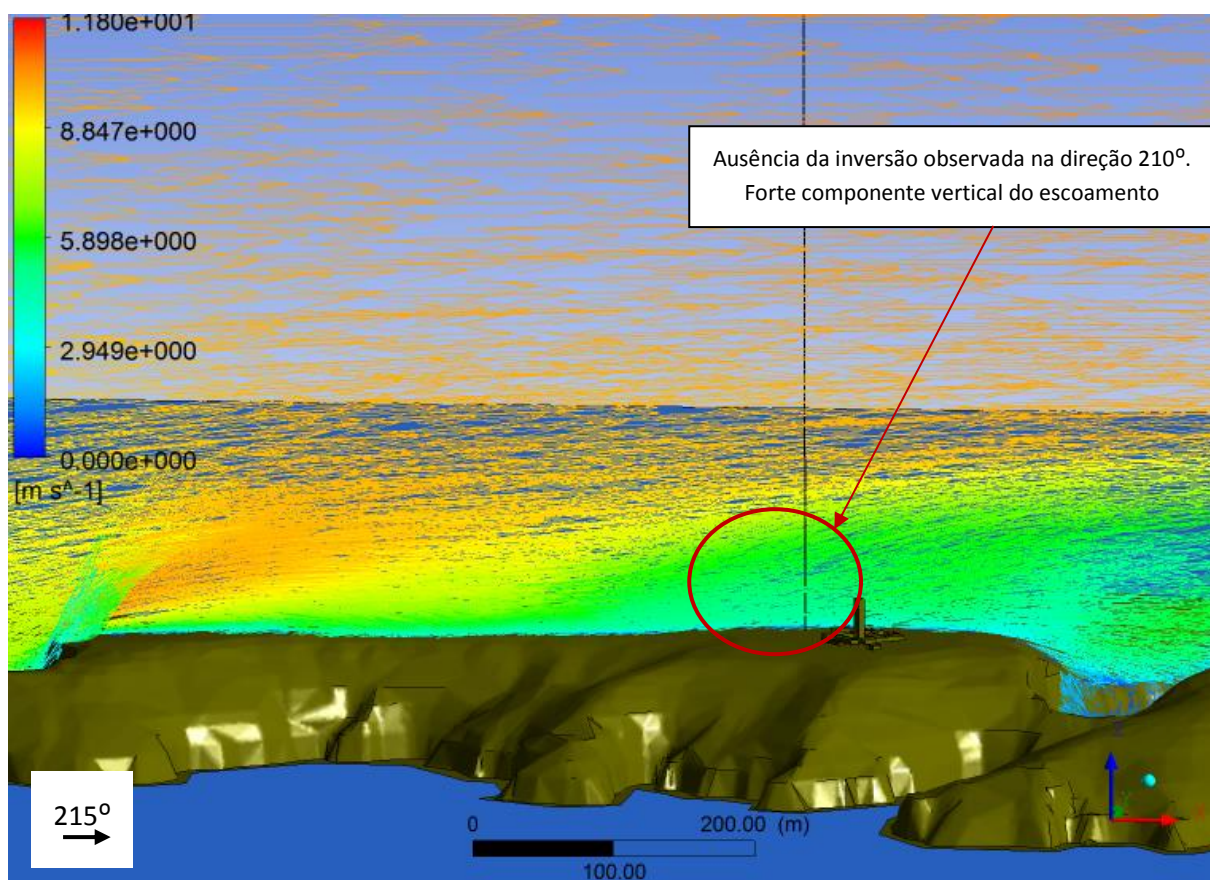 1.180e+001
8.847e+000
5.898e+000
2.949e+000
0.000e+000
[m s^-1]
Ausência da inversão observada na direção 210º.
Forte componente vertical do escoamento
215º
0 200.00 (m)
100.00
Z
X